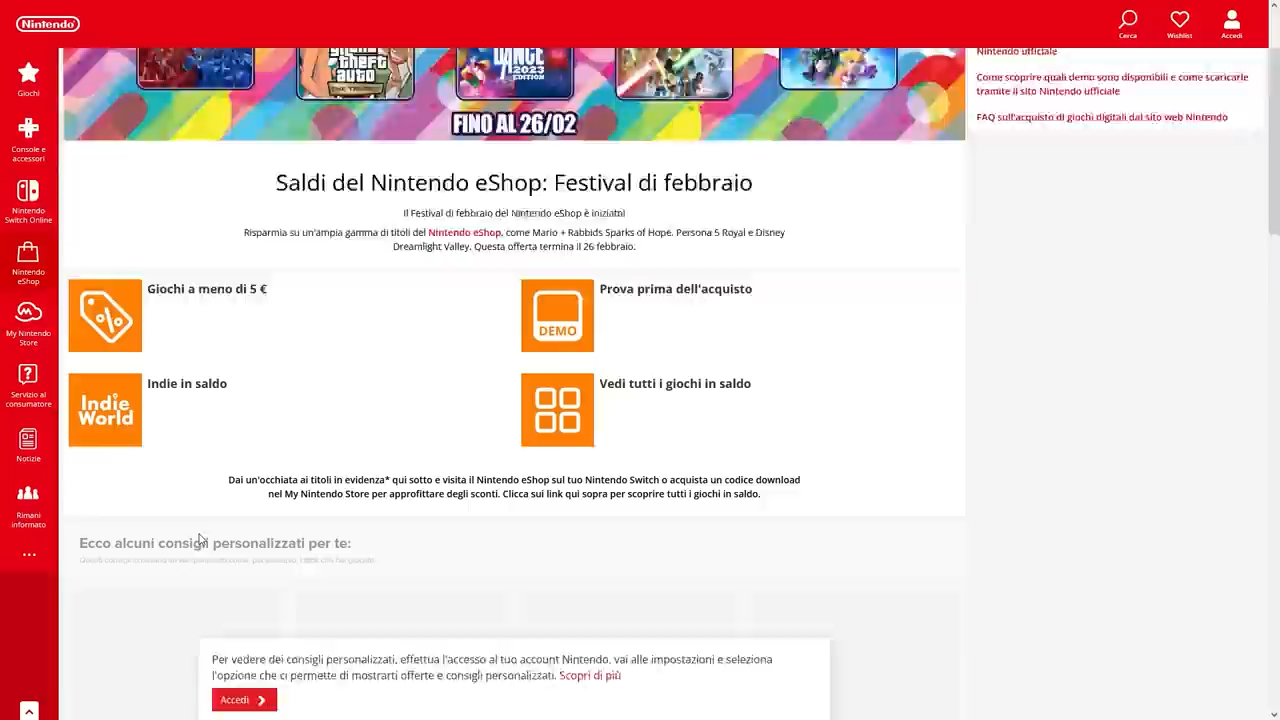 Nintendo
Cerca
Wishlist
Accedi
Giochi
Console e
accessori
Nintendo
Switch Online
Nintendo
eShop
My Nintendo
Store
Servizio al
consumatore
Notizie
Rimani
informato
...
theft
auto
DANCE
2023
EDITION
FINO AL 26/02
Saldi del Nintendo eShop: Festival di febbraio
Il Festival di febbraio del Nintendo eShop è iniziato!
Risparmia su un'ampia gamma di titoli del Nintendo eShop, come Mario + Rabbids Sparks of Hope, Persona 5 Royal e Disney
Dreamlight Valley. Questa offerta termina il 26 febbraio.
Giochi a meno di 5 €
Prova prima dell'acquisto
DEMO
Indie in saldo
Indie
World
Vedi tutti i giochi in saldo
Dai un'occhiata ai titoli in evidenza* qui sotto e visita il Nintendo eShop sul tuo Nintendo Switch o acquista un codice download
nel My Nintendo Store per approfittare degli sconti. Clicca sui link qui sopra per scoprire tutti i giochi in saldo.
Ecco alcuni consigli personalizzati per te:
Per vedere dei consigli personalizzati, effettua l'accesso al tuo account Nintendo, vai alle impostazioni e seleziona
l'opzione che ci permette di mostrarti offerte e consigli personalizzati. Scopri di più
Accedi
Nintendo ufficiale
Come scoprire quali demo sono disponibili e come scaricarle
tramite il sito Nintendo ufficiale
FAQ sull'acquisto di giochi digitali dal sito web Nintendo